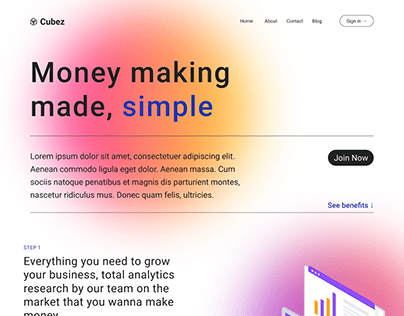 Cubez
Home About Contact Blog Sign in →
Money making
made, simple
Lorem ipsum dolor sit amet, consectetuer adipiscing elit.
Aenean commodo ligula eget dolor. Aenean massa. Cum
sociis natoque penatibus et magnis dis parturient montes,
nascetur ridiculus mus. Donec quam felis, ultricies.
Join Now
See benefits ↓
STEP 1
Everything you need to grow
your business, total analytics
research by our team on the
market that you wanna make
money